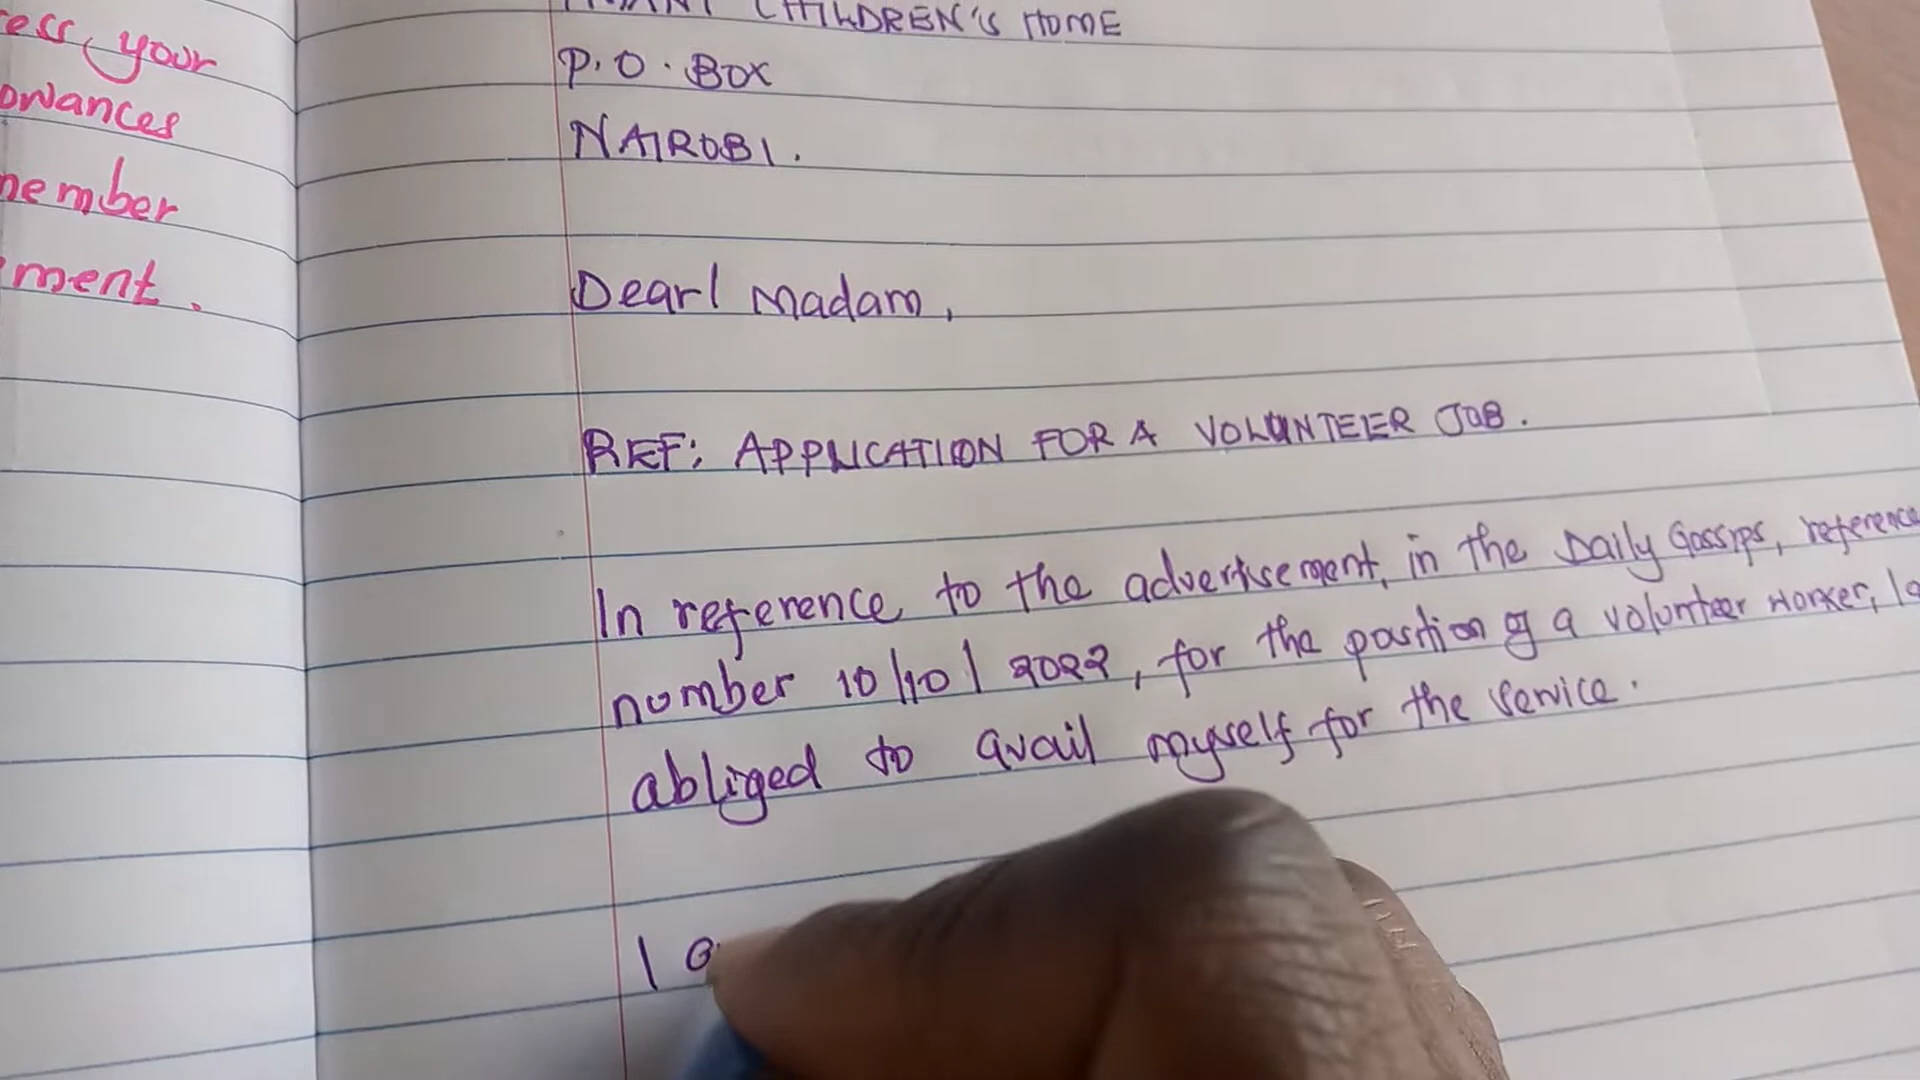 ess your
owances
member
ment.
CHILDREN'S HOME
P.O. BOX
NAIROBI.
Dearl Madam,
REF: APPLICATION FOR A VOLUNTEER JOB.
In reference to the advertisement, in the Daily Gossips, reference
number 10/10/2022, for the position of a volunteer worker, I a
abliged to avail myself for the service.
I a